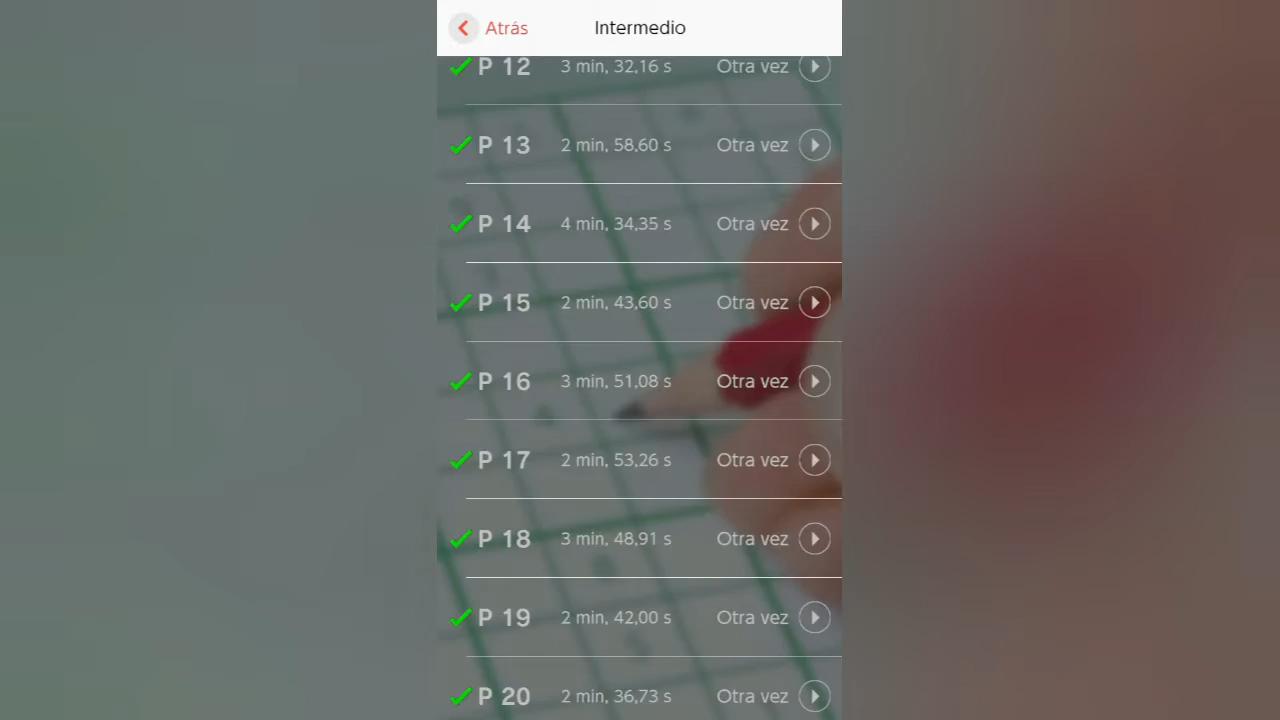 Atrás Intermedio
P 12 3 min, 32,16 s Otra vez
P 13 2 min, 58,60 s Otra vez
P 14 4 min, 34,35 s Otra vez
P 15 2 min, 43,60 s Otra vez
P 16 3 min, 51,08 s Otra vez
P 17 2 min, 53,26 s Otra vez
P 18 3 min, 48,91 s Otra vez
P 19 2 min, 42,00 s Otra vez
P 20 2 min, 36,73 s Otra vez